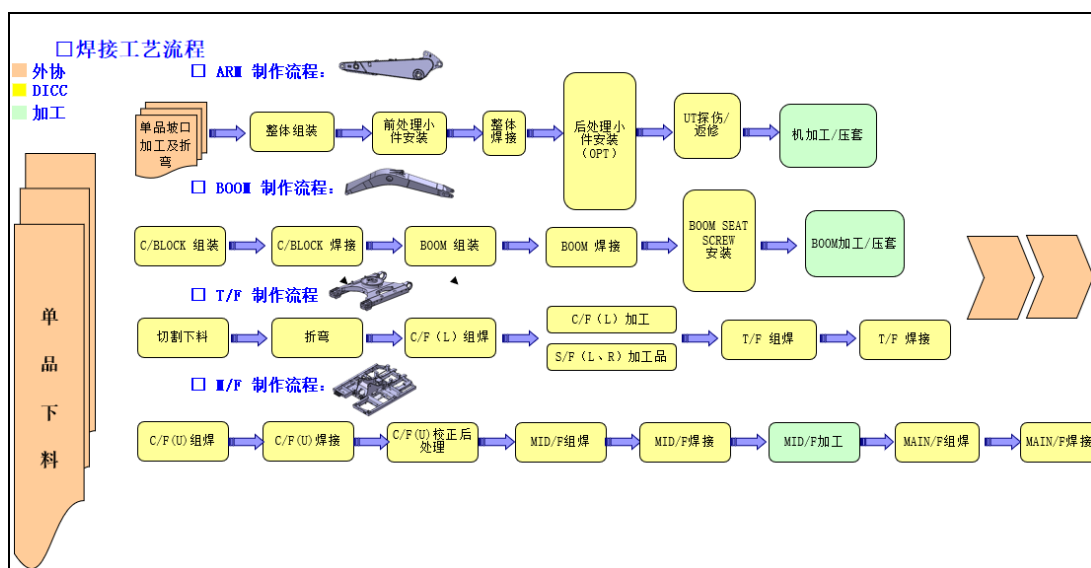 □焊接工艺流程
外协
DICC
加工
□ ARM 制作流程：
单品坡口
加工及折
弯
整体组装
前处理小
件安装
整体
焊接
后处理小
件安装
(OPT)
UT探伤/
返修
机加工/压套
□ BOOM 制作流程：
C/BLOCK 组装
C/BLOCK 焊接
BOOM 组装
BOOM 焊接
BOOM SEAT
SCREW
安装
BOOM加工/压套
□ T/F 制作流程
切割下料
折弯
C/F (L) 组焊
C/F (L) 加工
S/F (L、R) 加工品
T/F 组焊
T/F 焊接
□ M/F 制作流程：
C/F(U)组焊
C/F(U)焊接
C/F(U)校正后
处理
MID/F组焊
MID/F焊接
MID/F加工
MAIN/F组焊
MAIN/F焊接
单
品
下
料